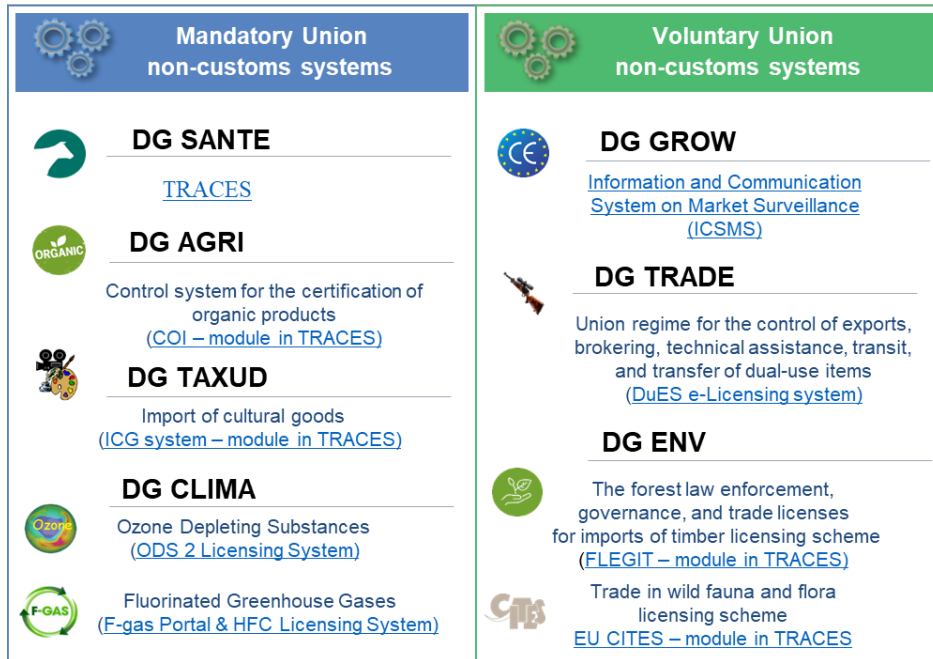 Mandatory Union
non-customs systems
DG SANTE
TRACES
ORGANIC
DG AGRI
Control system for the certification of
organic products
(COI – module in TRACES)
DG TAXUD
Import of cultural goods
(ICG system – module in TRACES)
DG CLIMA
Ozone
Ozone Depleting Substances
(ODS 2 Licensing System)
F-GAS
Fluorinated Greenhouse Gases
(F-gas Portal & HFC Licensing System)
Voluntary Union
non-customs systems
CE
DG GROW
Information and Communication
System on Market Surveillance
(ICSMS)
DG TRADE
Union regime for the control of exports,
brokering, technical assistance, transit,
and transfer of dual-use items
(DuES e-Licensing system)
DG ENV
The forest law enforcement,
governance, and trade licenses
for imports of timber licensing scheme
(FLEGIT – module in TRACES)
CITES
Trade in wild fauna and flora
licensing scheme
EU CITES – module in TRACES